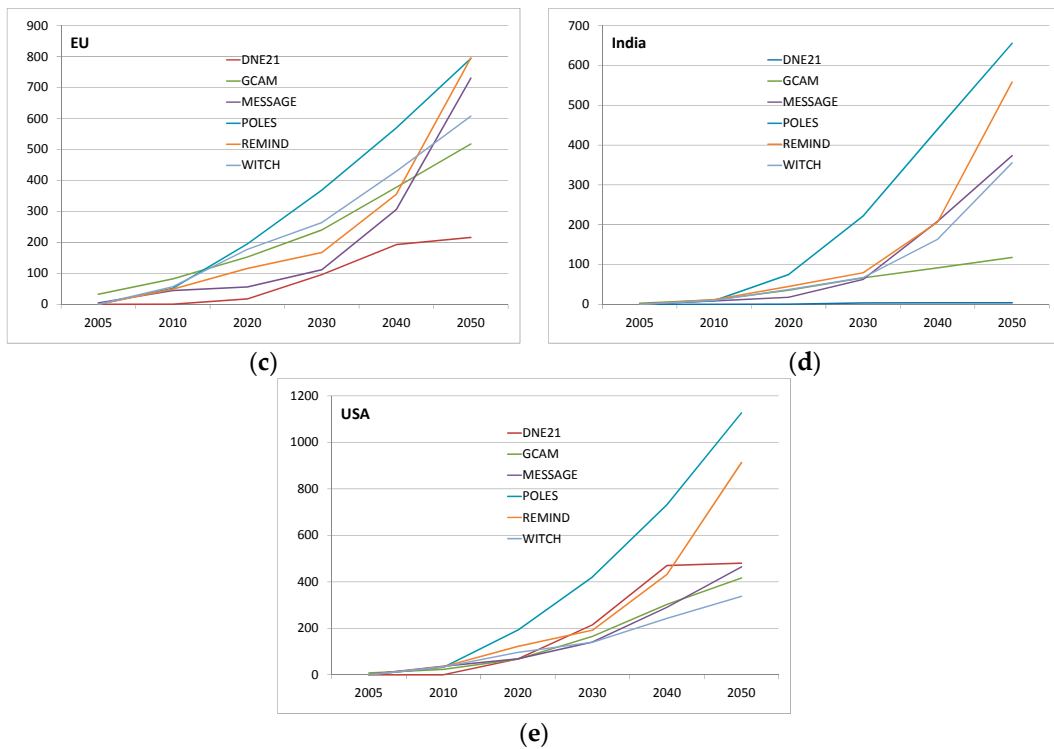 900
800
700
600
500
400
300
200
100
0
EU
DNE21
GCAM
MESSAGE
POLES
REMIND
WITCH
2005 2010 2020 2030 2040 2050
(c)
700
600
500
400
300
200
100
0
India
DNE21
GCAM
MESSAGE
POLES
REMIND
WITCH
2005 2010 2020 2030 2040 2050
(d)
1200
1000
800
600
400
200
0
USA
DNE21
GCAM
MESSAGE
POLES
REMIND
WITCH
2005 2010 2020 2030 2040 2050
(e)